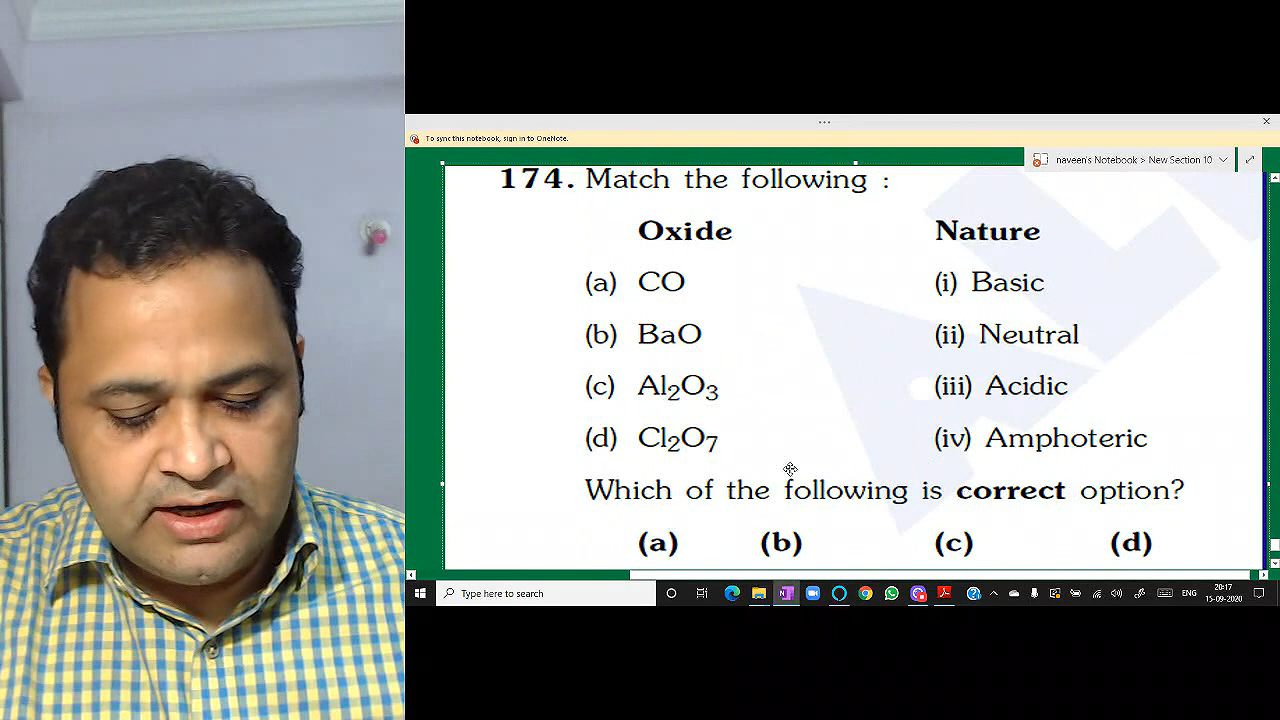 To sync this notebook, sign in to OneNote.
naveen's Notebook > New Section 10
174. Match the following :
Oxide Nature
(a) CO (i) Basic
(b) BaO (ii) Neutral
(c) Al₂O₃ (iii) Acidic
(d) Cl₂O₇ (iv) Amphoteric
Which of the following is correct option?
(a) (b) (c) (d)
Type here to search
ENG
20:17
15-09-2020